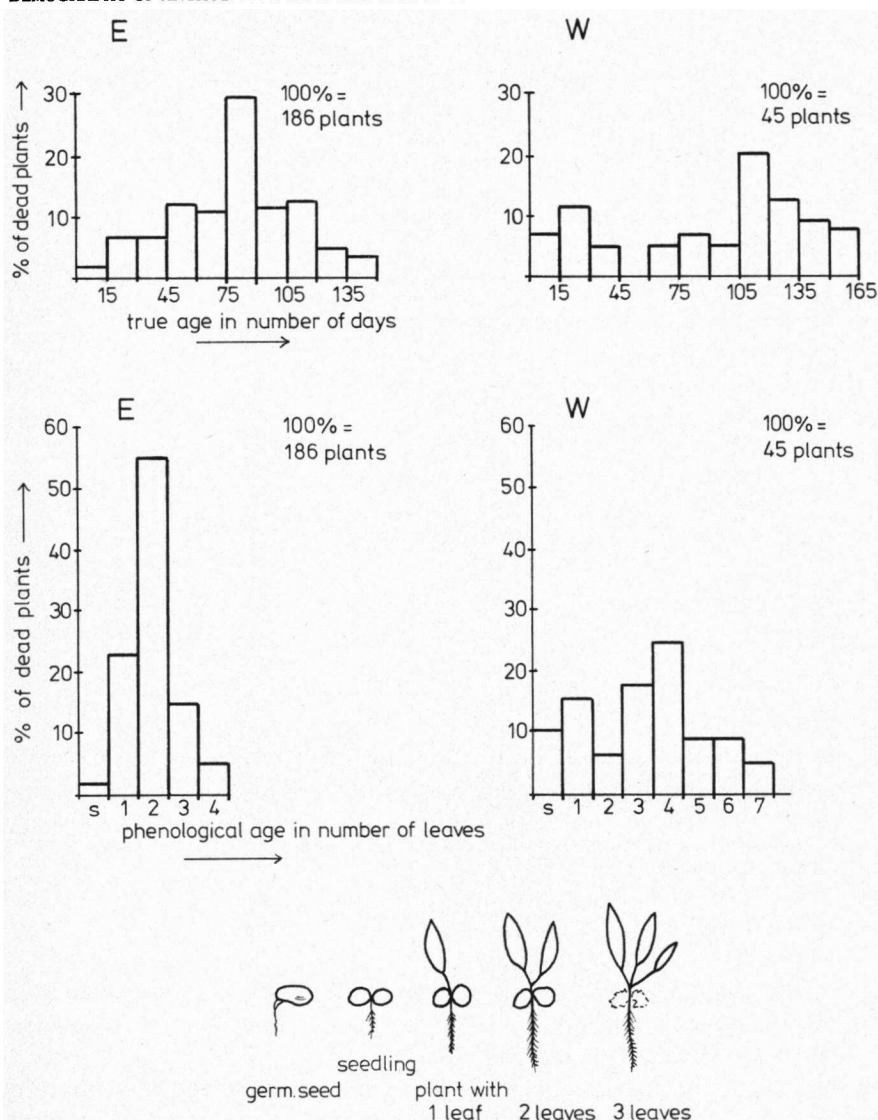 E
W
% of dead plants →
30
20
10
100% =
186 plants
15 45 75 105 135
true age in number of days
30
20
10
100% =
45 plants
15 45 75 105 135 165
E
W
% of dead plants
60
50
40
30
20
10
100% =
186 plants
s 1 2 3 4
phenological age in number of leaves
60
50
40
30
20
10
100% =
45 plants
s 1 2 3 4 5 6 7
germ.seed
seedling
plant with
1 leaf
2 leaves
3 leaves